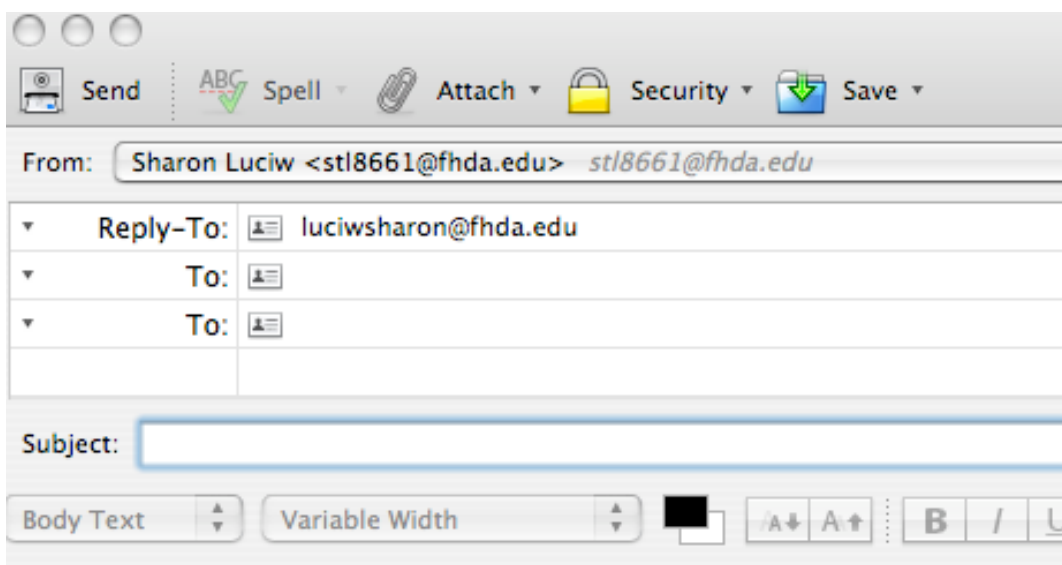 Send ABC Spell Attach Security Save
From: Sharon Luciw <stl8661@fhda.edu> stl8661@fhda.edu
Reply-To: luciwsharon@fhda.edu
To:
To:
Subject:
Body Text Variable Width A A B I U